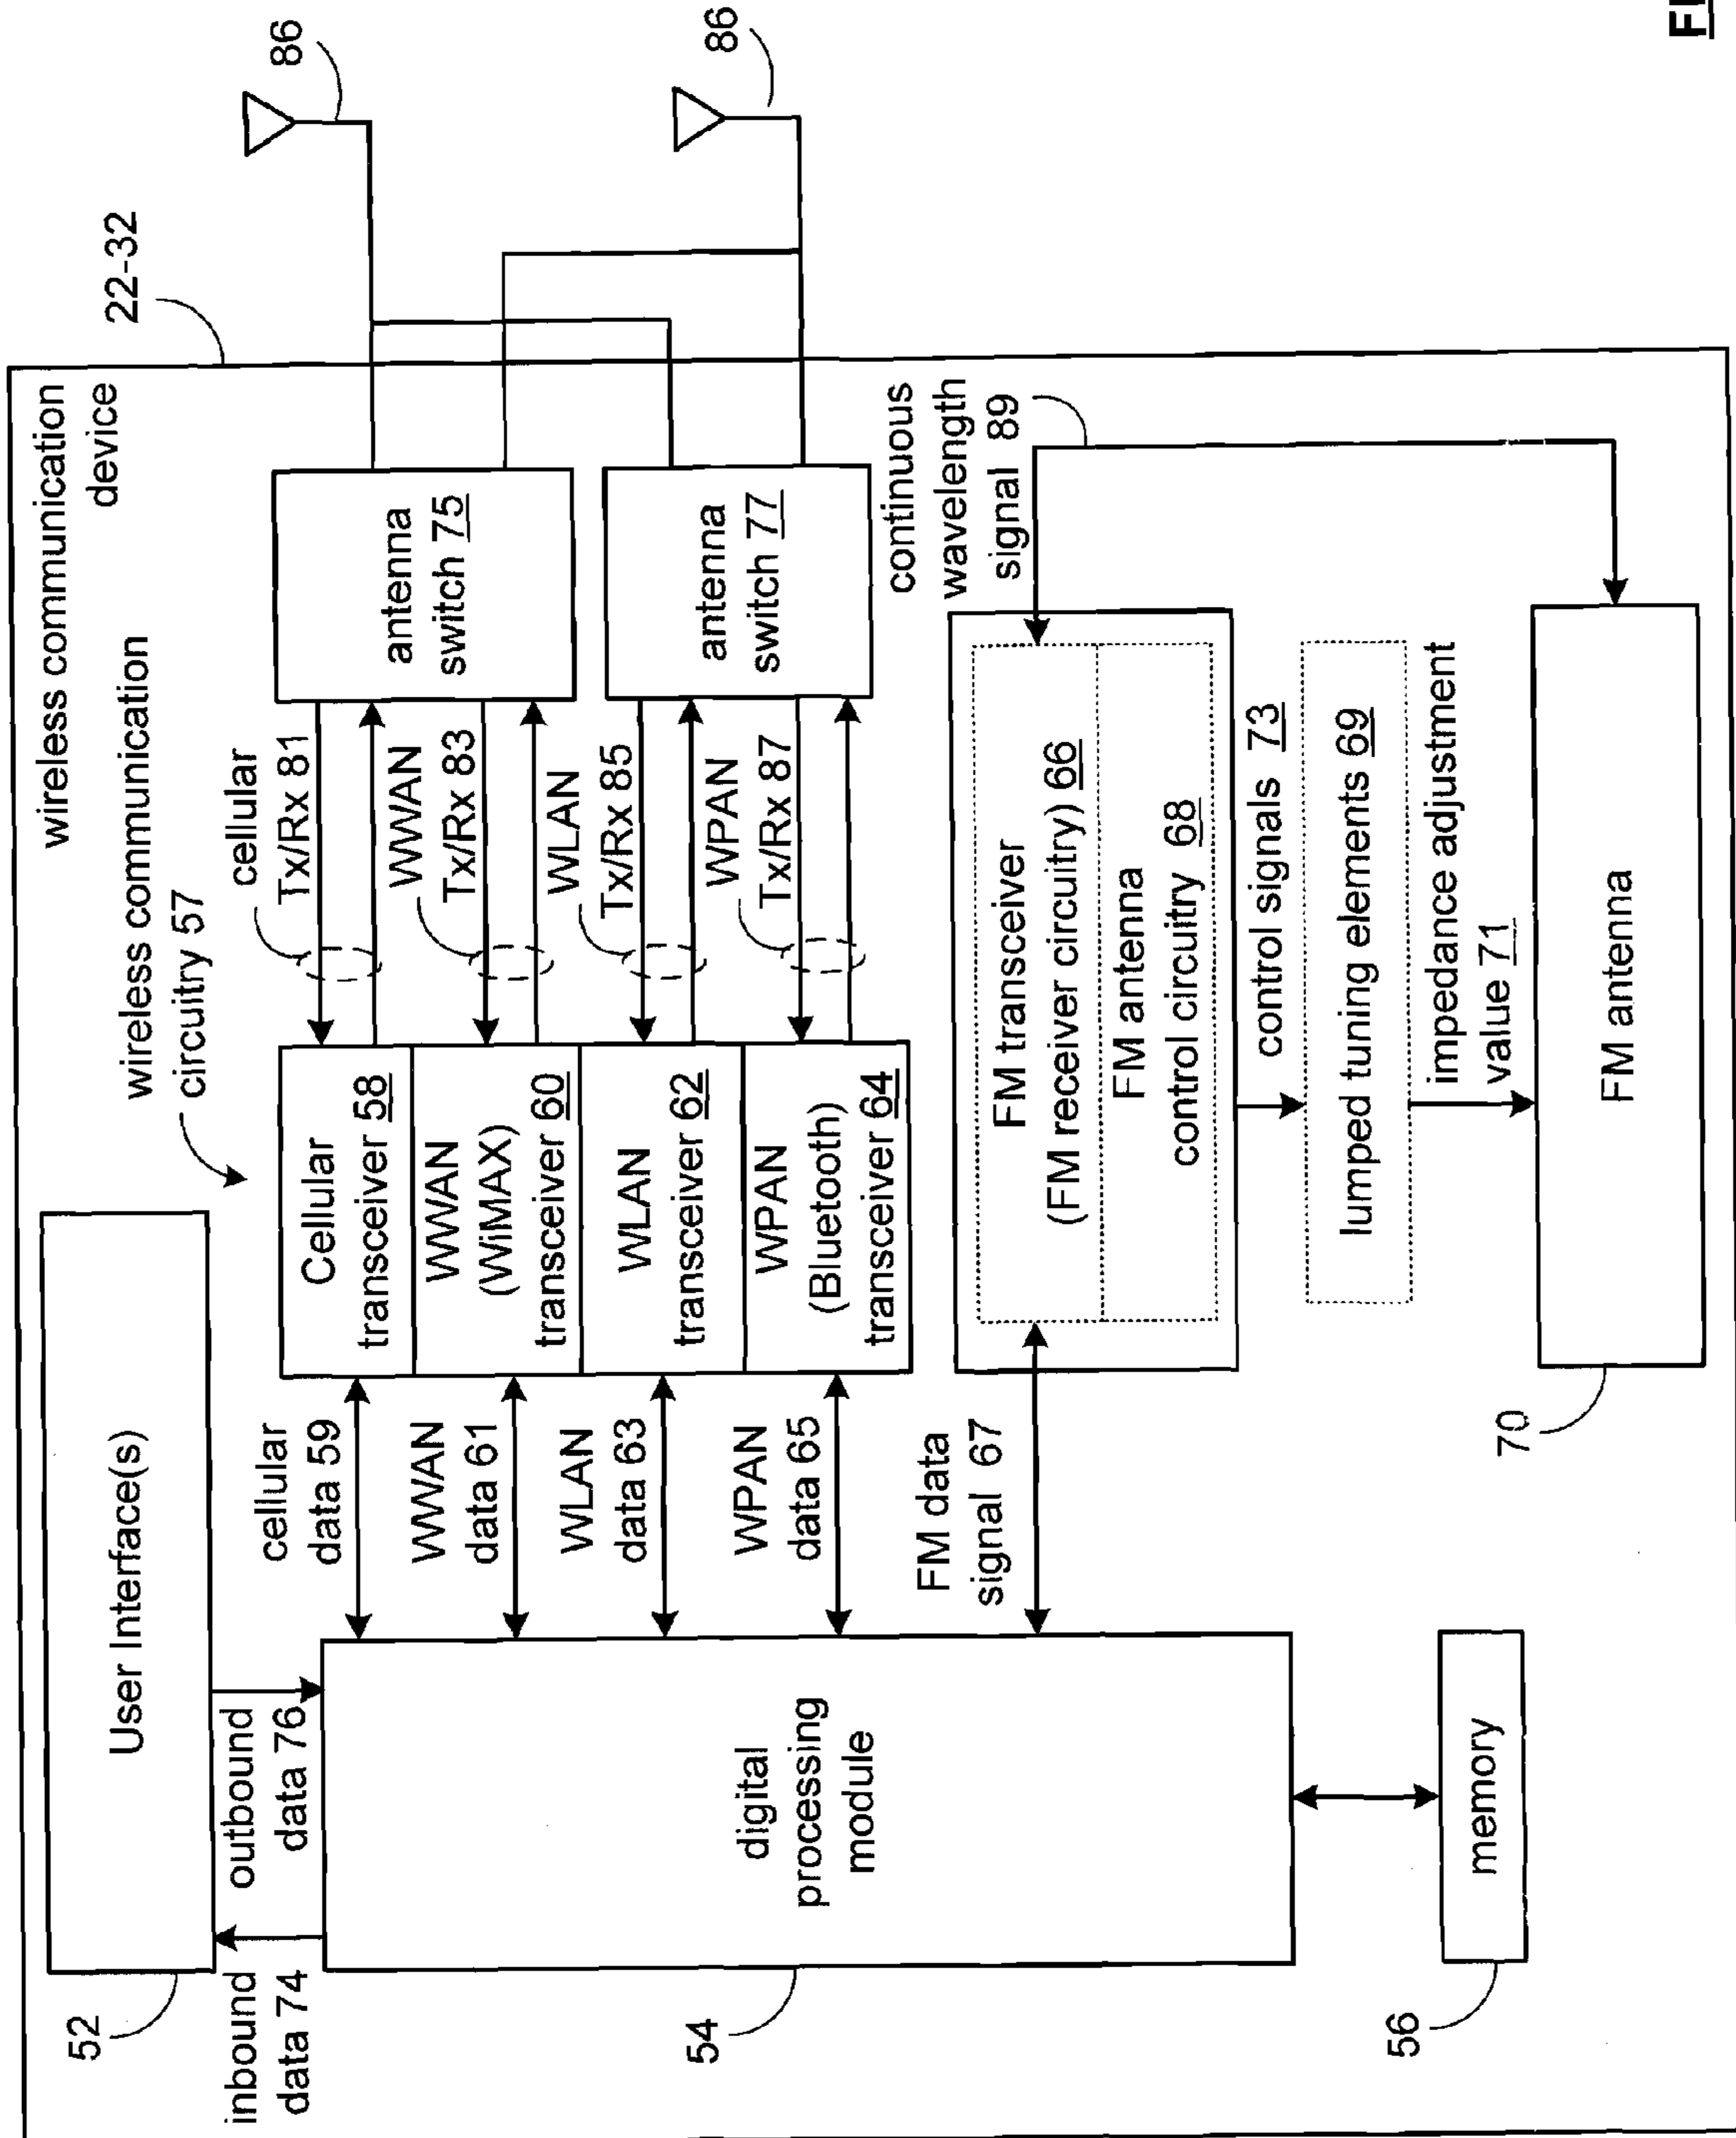 wireless communication
device
22-32
86
86
wireless communication
circuitry 57
52
User Interface(s)
inbound
data 74
outbound
data 76
54
digital
processing
module
56
memory
cellular
data 59
WWAN
data 61
WLAN
data 63
WPAN
data 65
FM data
signal 67
Cellular
transceiver 58
WWAN
(WiMAX)
transceiver 60
WLAN
transceiver 62
WPAN
(Bluetooth)
transceiver 64
cellular
Tx/Rx 81
WWAN
Tx/Rx 83
WLAN
Tx/Rx 85
WPAN
Tx/Rx 87
antenna
switch 75
antenna
switch 77
continuous
wavelength
signal 89
FM transceiver
(FM receiver circuitry) 66
FM antenna
control circuitry 68
control signals 73
lumped tuning elements 69
impedance adjustment
value 71
70
FM antenna